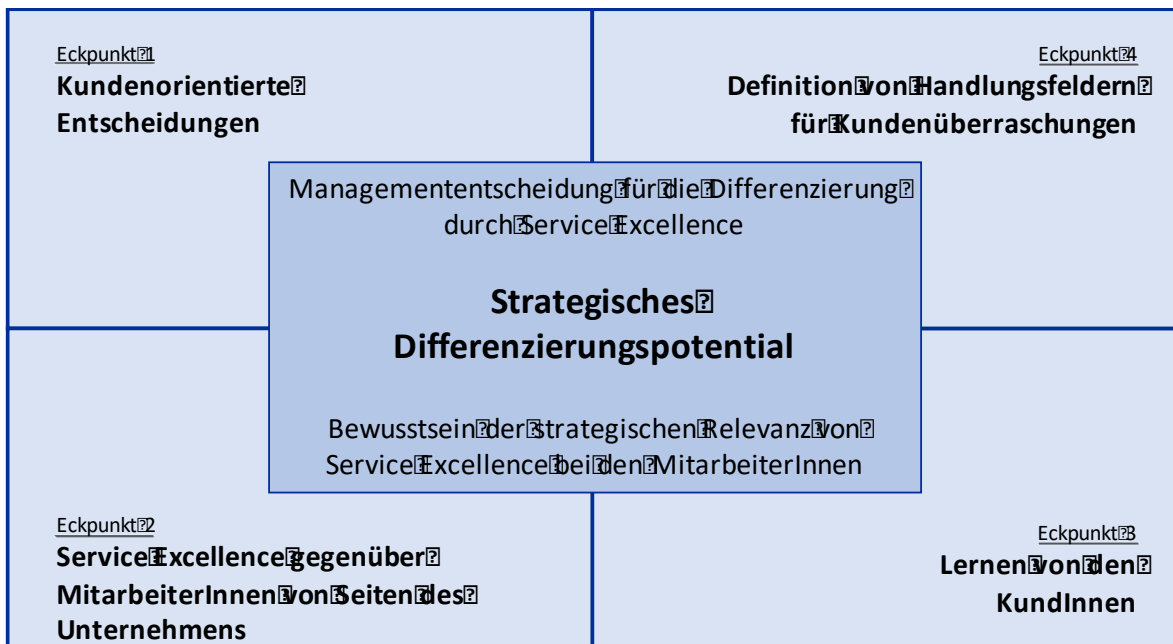 Eckpunkt 1
Kundenorientierte
Entscheidungen
Eckpunkt 4
Definition von Handlungsfeldern
für Kundenüberraschungen
Managemententscheidung für die Differenzierung
durch Service Excellence
Strategisches
Differenzierungspotential
Bewusstsein der strategischen Relevanz von
Service Excellence bei den MitarbeiterInnen
Eckpunkt 2
Service Excellence gegenüber
MitarbeiterInnen von Seiten des
Unternehmens
Eckpunkt 3
Lernen von den
KundInnen